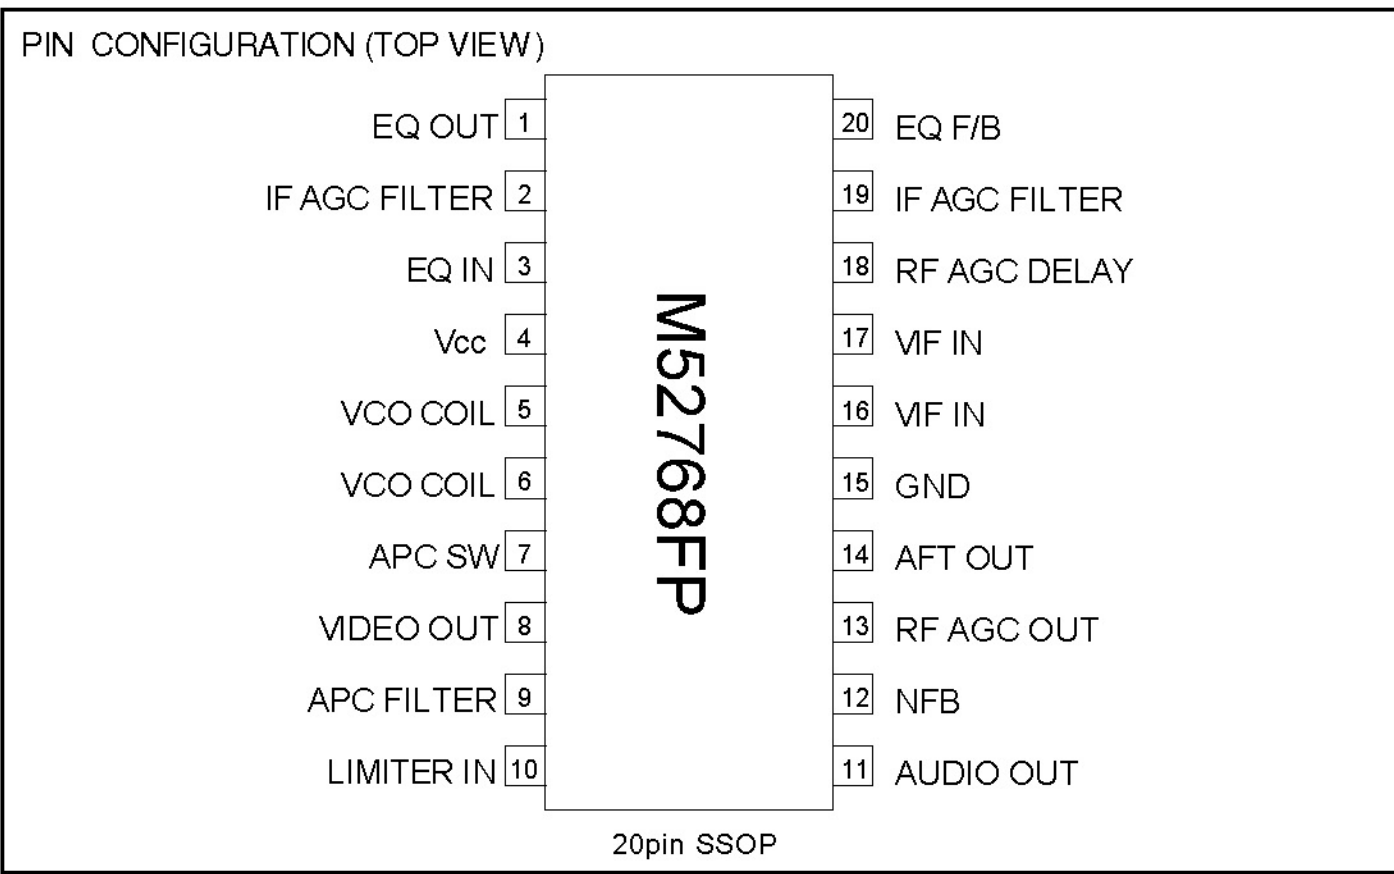 PIN CONFIGURATION (TOP VIEW)
EQ OUT 1
IF AGC FILTER 2
EQ IN 3
Vcc 4
VCO COIL 5
VCO COIL 6
APC SW 7
VIDEO OUT 8
APC FILTER 9
LIMITER IN 10
M52768FP
20 EQ F/B
19 IF AGC FILTER
18 RF AGC DELAY
17 VIF IN
16 VIF IN
15 GND
14 AFT OUT
13 RF AGC OUT
12 NFB
11 AUDIO OUT
20pin SSOP